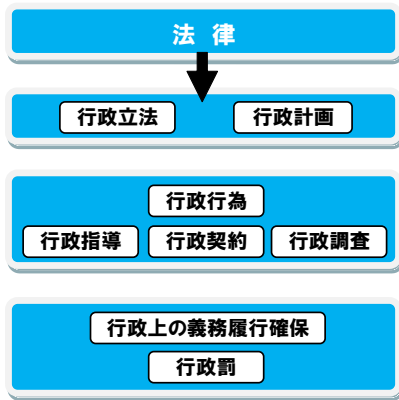 法 律
行政立法 行政計画
行政行為
行政指導 行政契約 行政調査
行政上の義務履行確保
行政罰